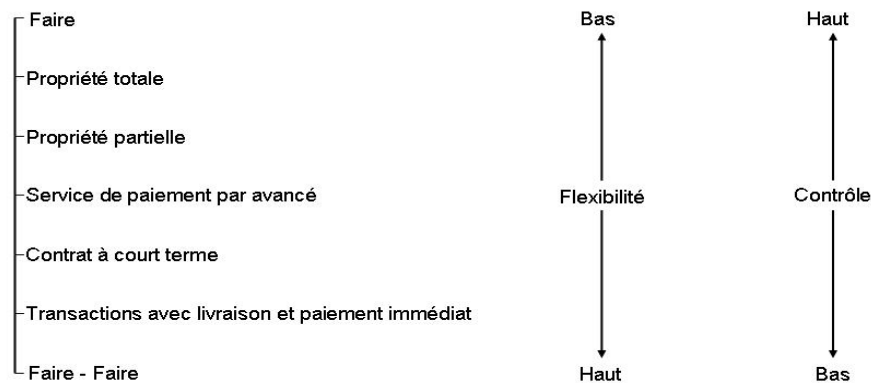 Faire Bas Haut
Propriété totale
Propriété partielle
Service de paiement par avancé Flexibilité Contrôle
Contrat à court terme
Transactions avec livraison et paiement immédiat
Faire - Faire Haut Bas